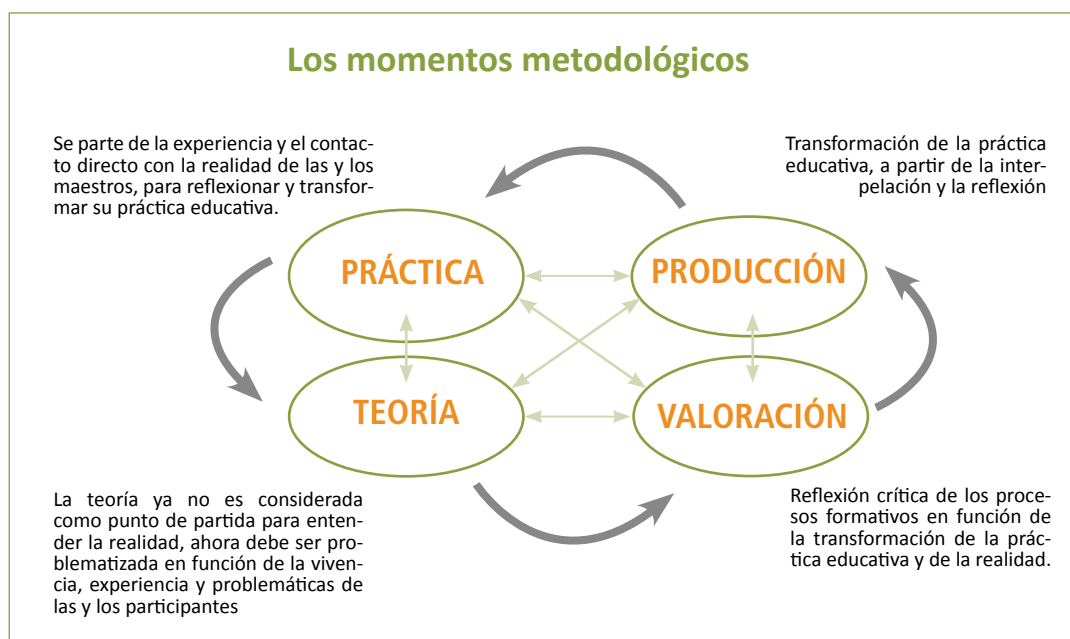 Los momentos metodológicos
Se parte de la experiencia y el contac-
to directo con la realidad de las y los
maestros, para reflexionar y transfor-
mar su práctica educativa.
Transformación de la práctica
educativa, a partir de la inter-
pelación y la reflexión
PRÁCTICA
PRODUCCIÓN
TEORÍA
VALORACIÓN
La teoría ya no es considerada
como punto de partida para enten-
der la realidad, ahora debe ser pro-
blematizada en función de la viven-
cia, experiencia y problemáticas de
las y los participantes
Reflexión crítica de los proce-
sos formativos en función de
la transformación de la prác-
tica educativa y de la realidad.